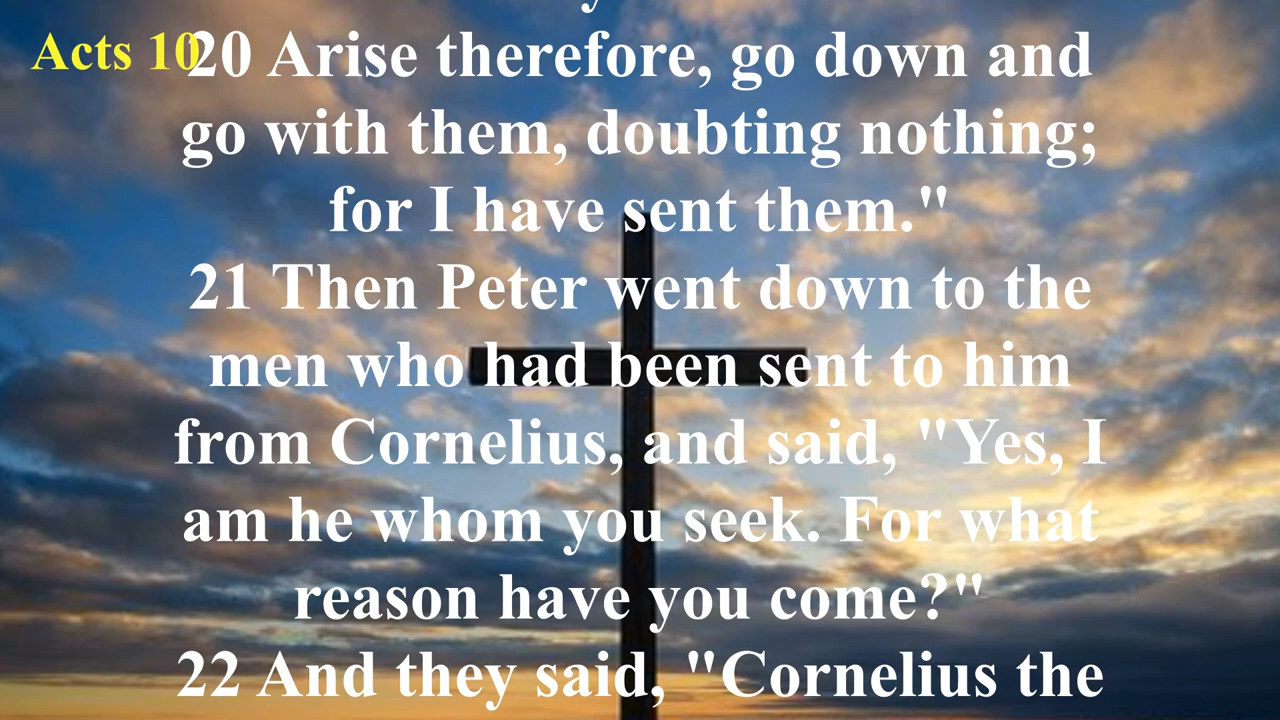 Acts 10
20 Arise therefore, go down and
go with them, doubting nothing;
for I have sent them."
21 Then Peter went down to the
men who had been sent to him
from Cornelius, and said, "Yes, I
am he whom you seek. For what
reason have you come?"
22 And they said, "Cornelius the